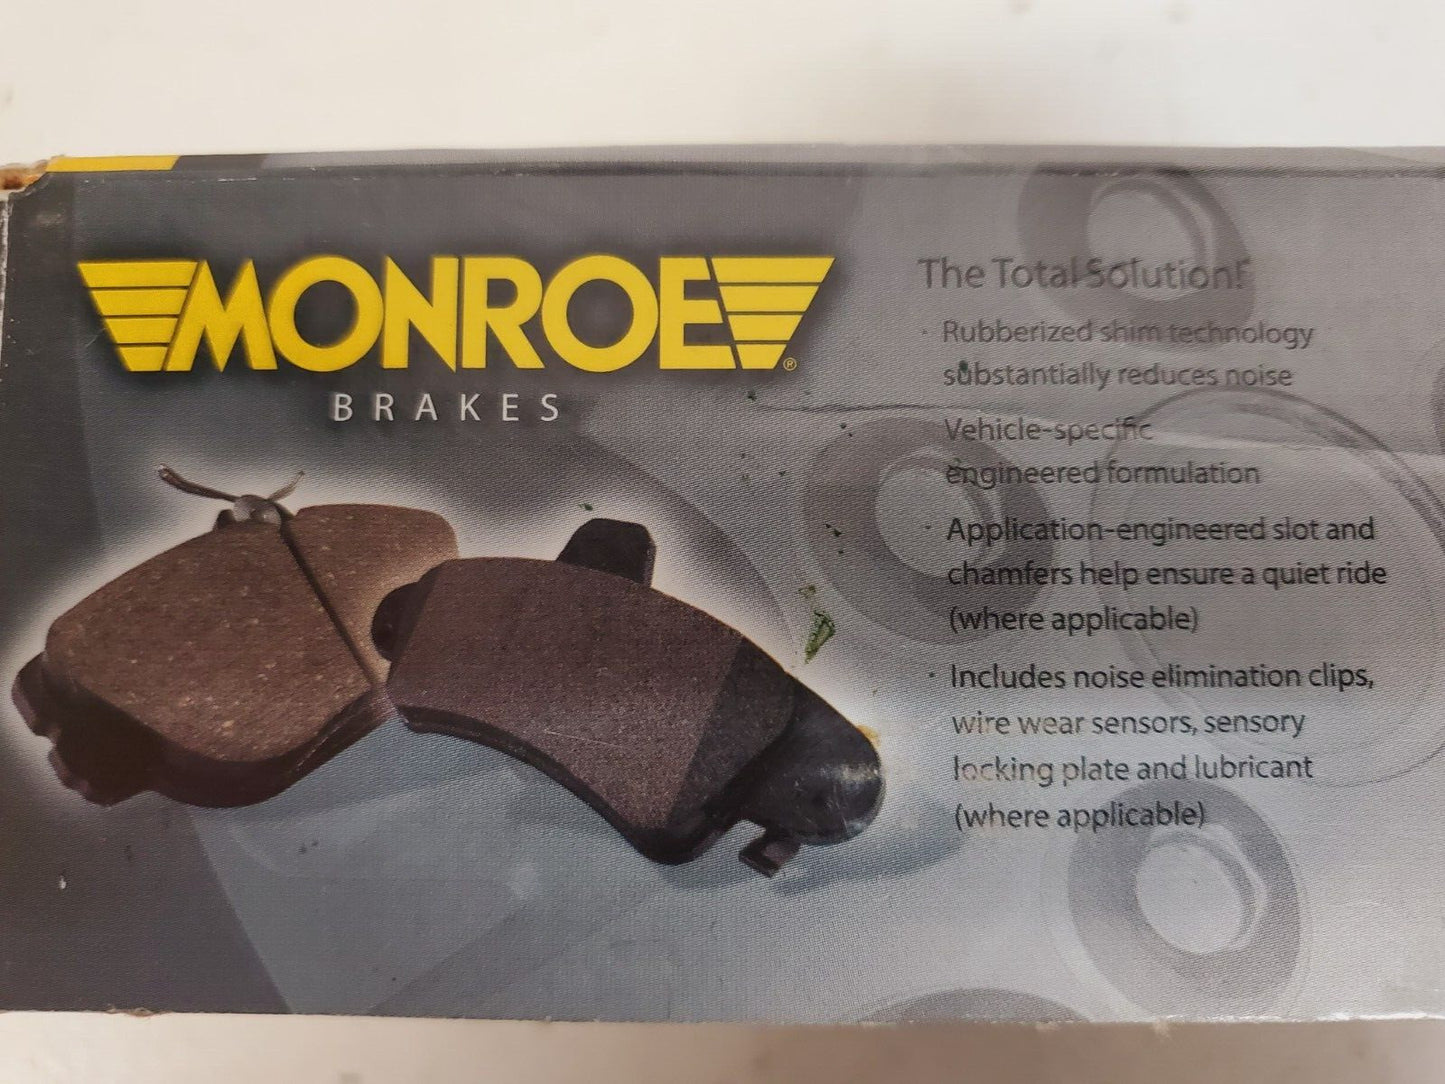 MONROE®
BRAKES
The Total Solution!
· Rubberized shim technology
substantially reduces noise
Vehicle-specific
engineered formulation
· Application-engineered slot and
chamfers help ensure a quiet ride
(where applicable)
· Includes noise elimination clips,
wire wear sensors, sensory
locking plate and lubricant
(where applicable)